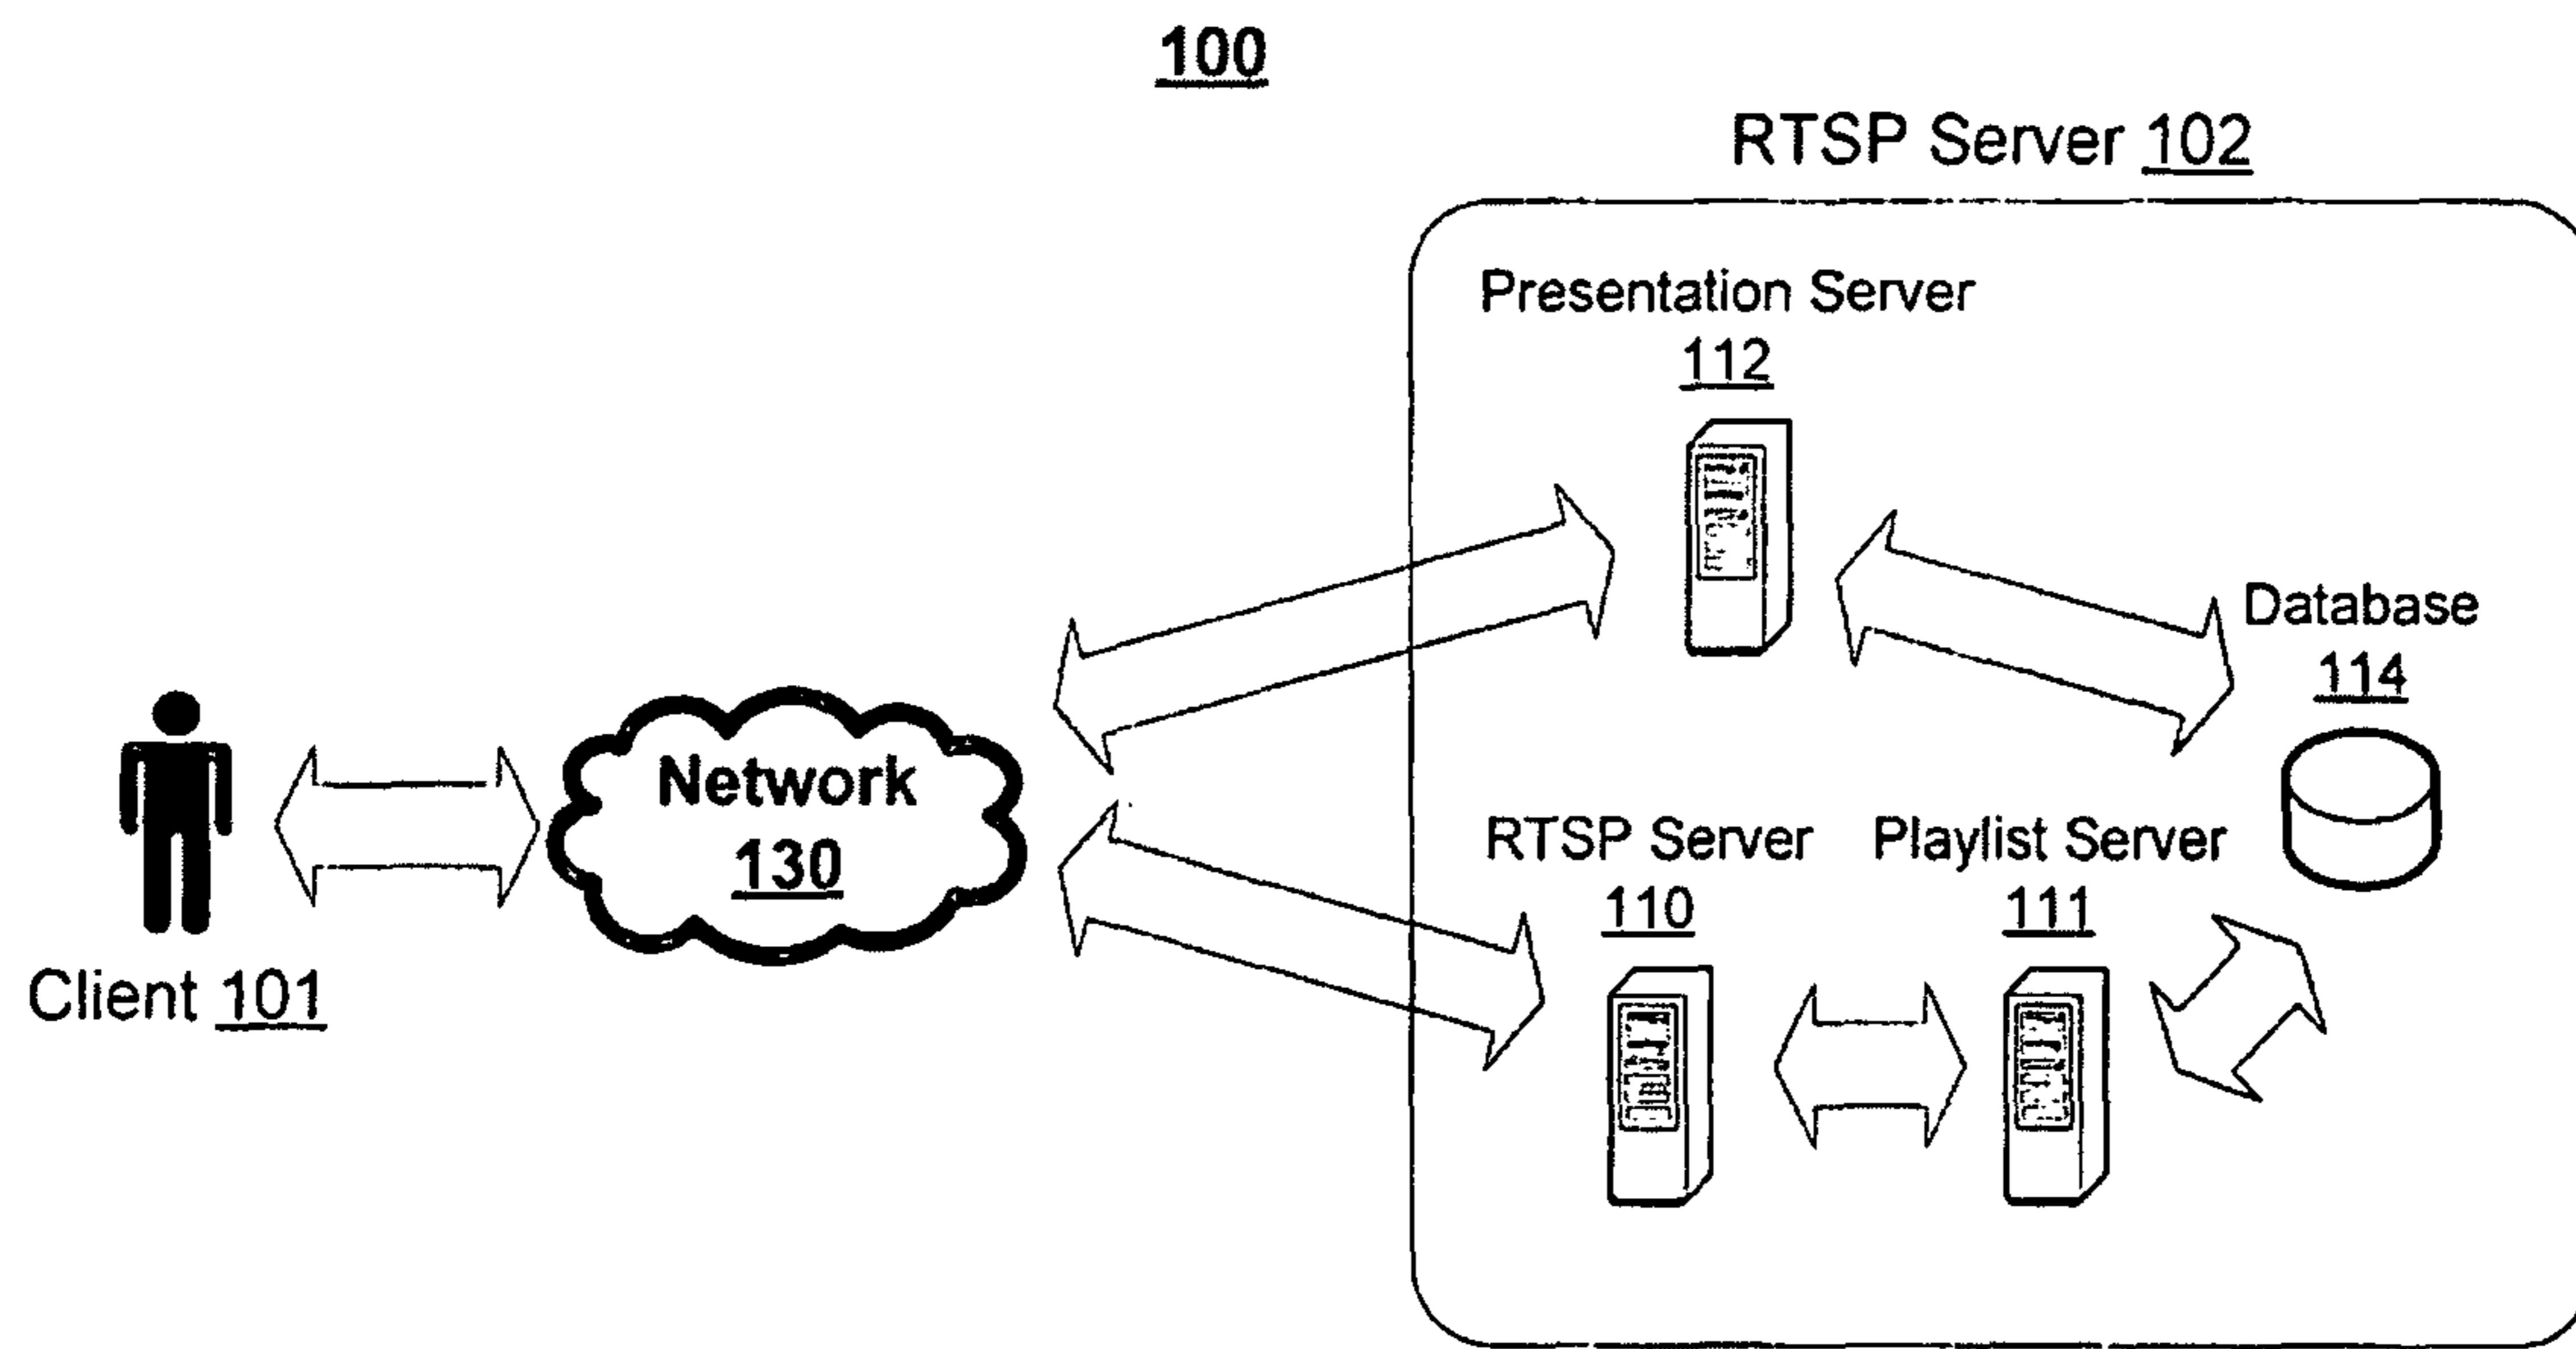 100
RTSP Server 102
Presentation Server
112
Database
114
Network
130
RTSP Server
110
Playlist Server
111
Client 101